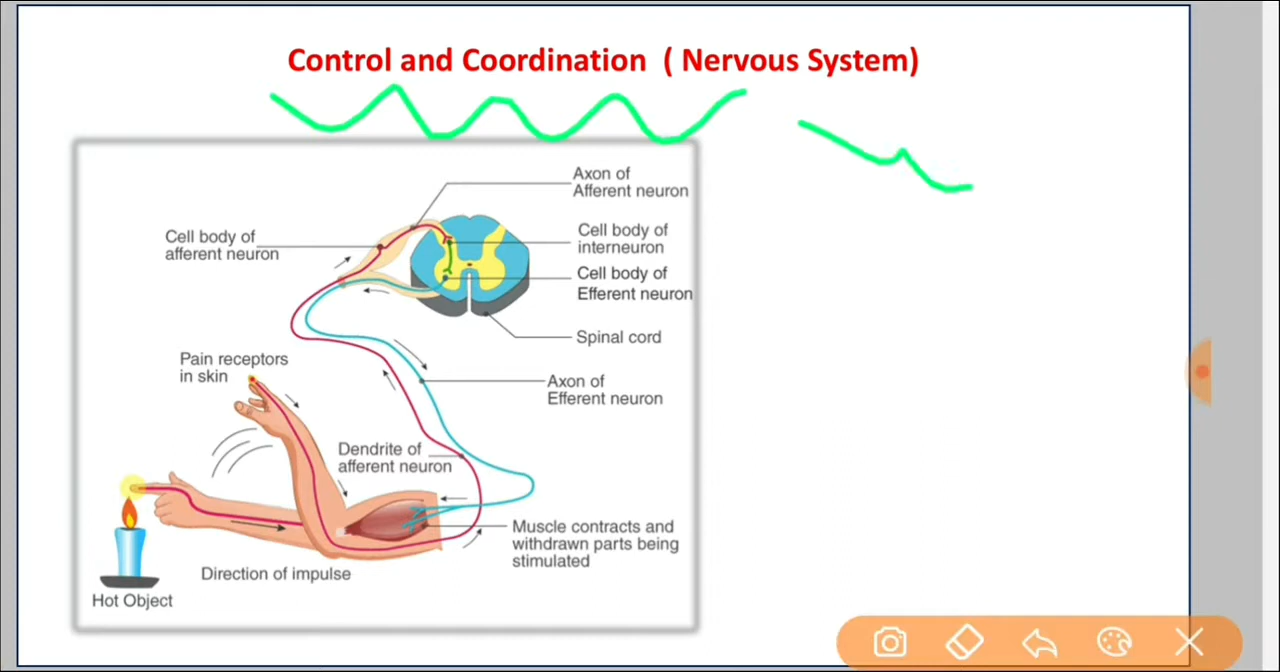 Control and Coordination ( Nervous System)
Axon of
Afferent neuron
Cell body of
afferent neuron
Cell body of
interneuron
Cell body of
Efferent neuron
Spinal cord
Pain receptors
in skin
Axon of
Efferent neuron
Dendrite of
afferent neuron
Muscle contracts and
withdrawn parts being
stimulated
Direction of impulse
Hot Object